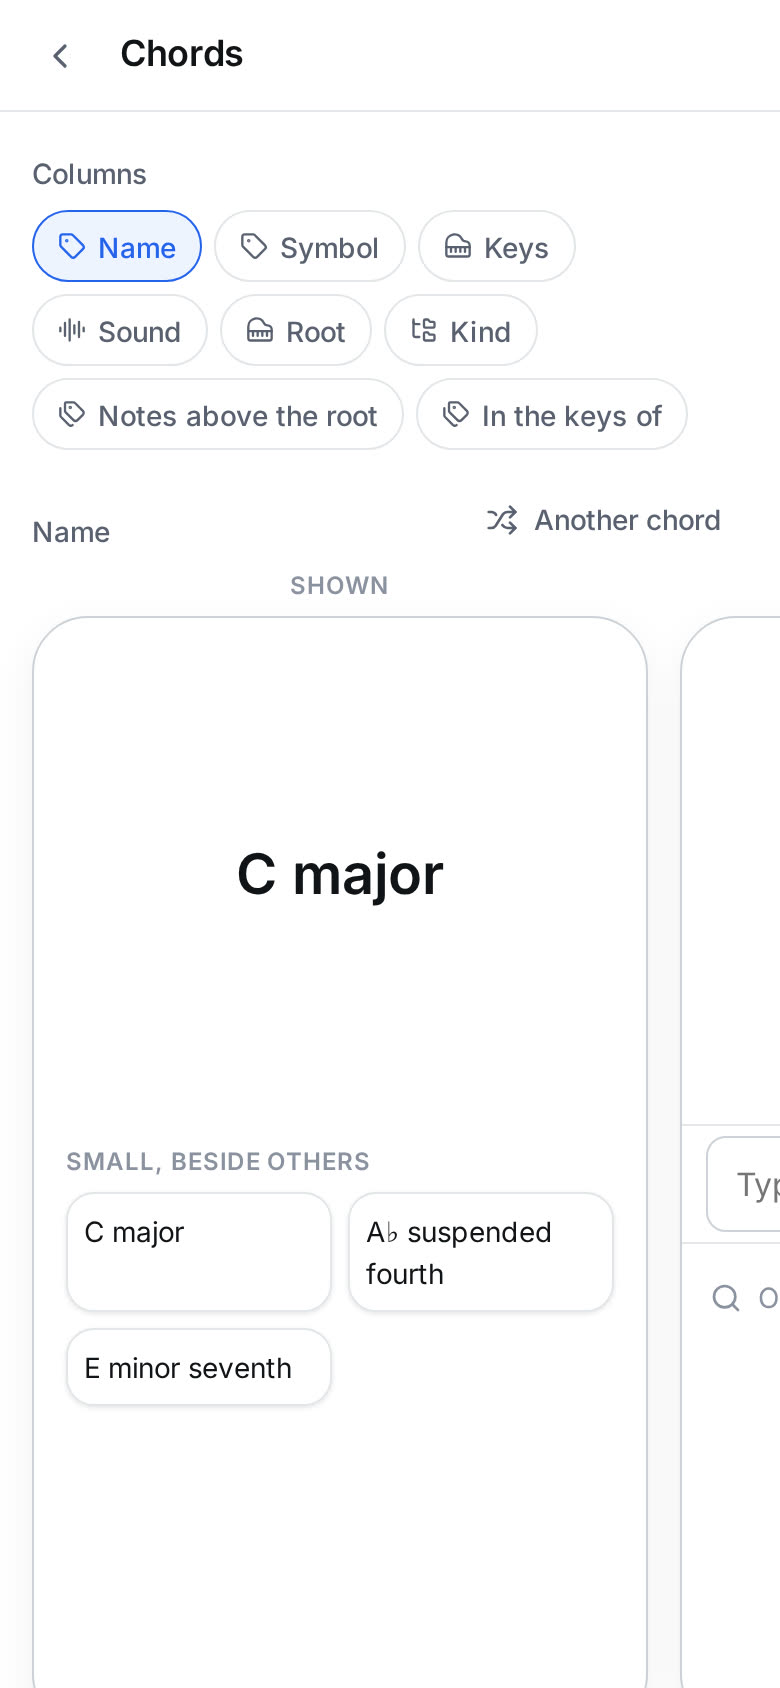 Chords
Columns
Name
Symbol
Keys
Sound
Root
Kind
Notes above the root
In the keys of
Name
Another chord
SHOWN
C major
SMALL, BESIDE OTHERS
C major
A♭ suspended
fourth
E minor seventh